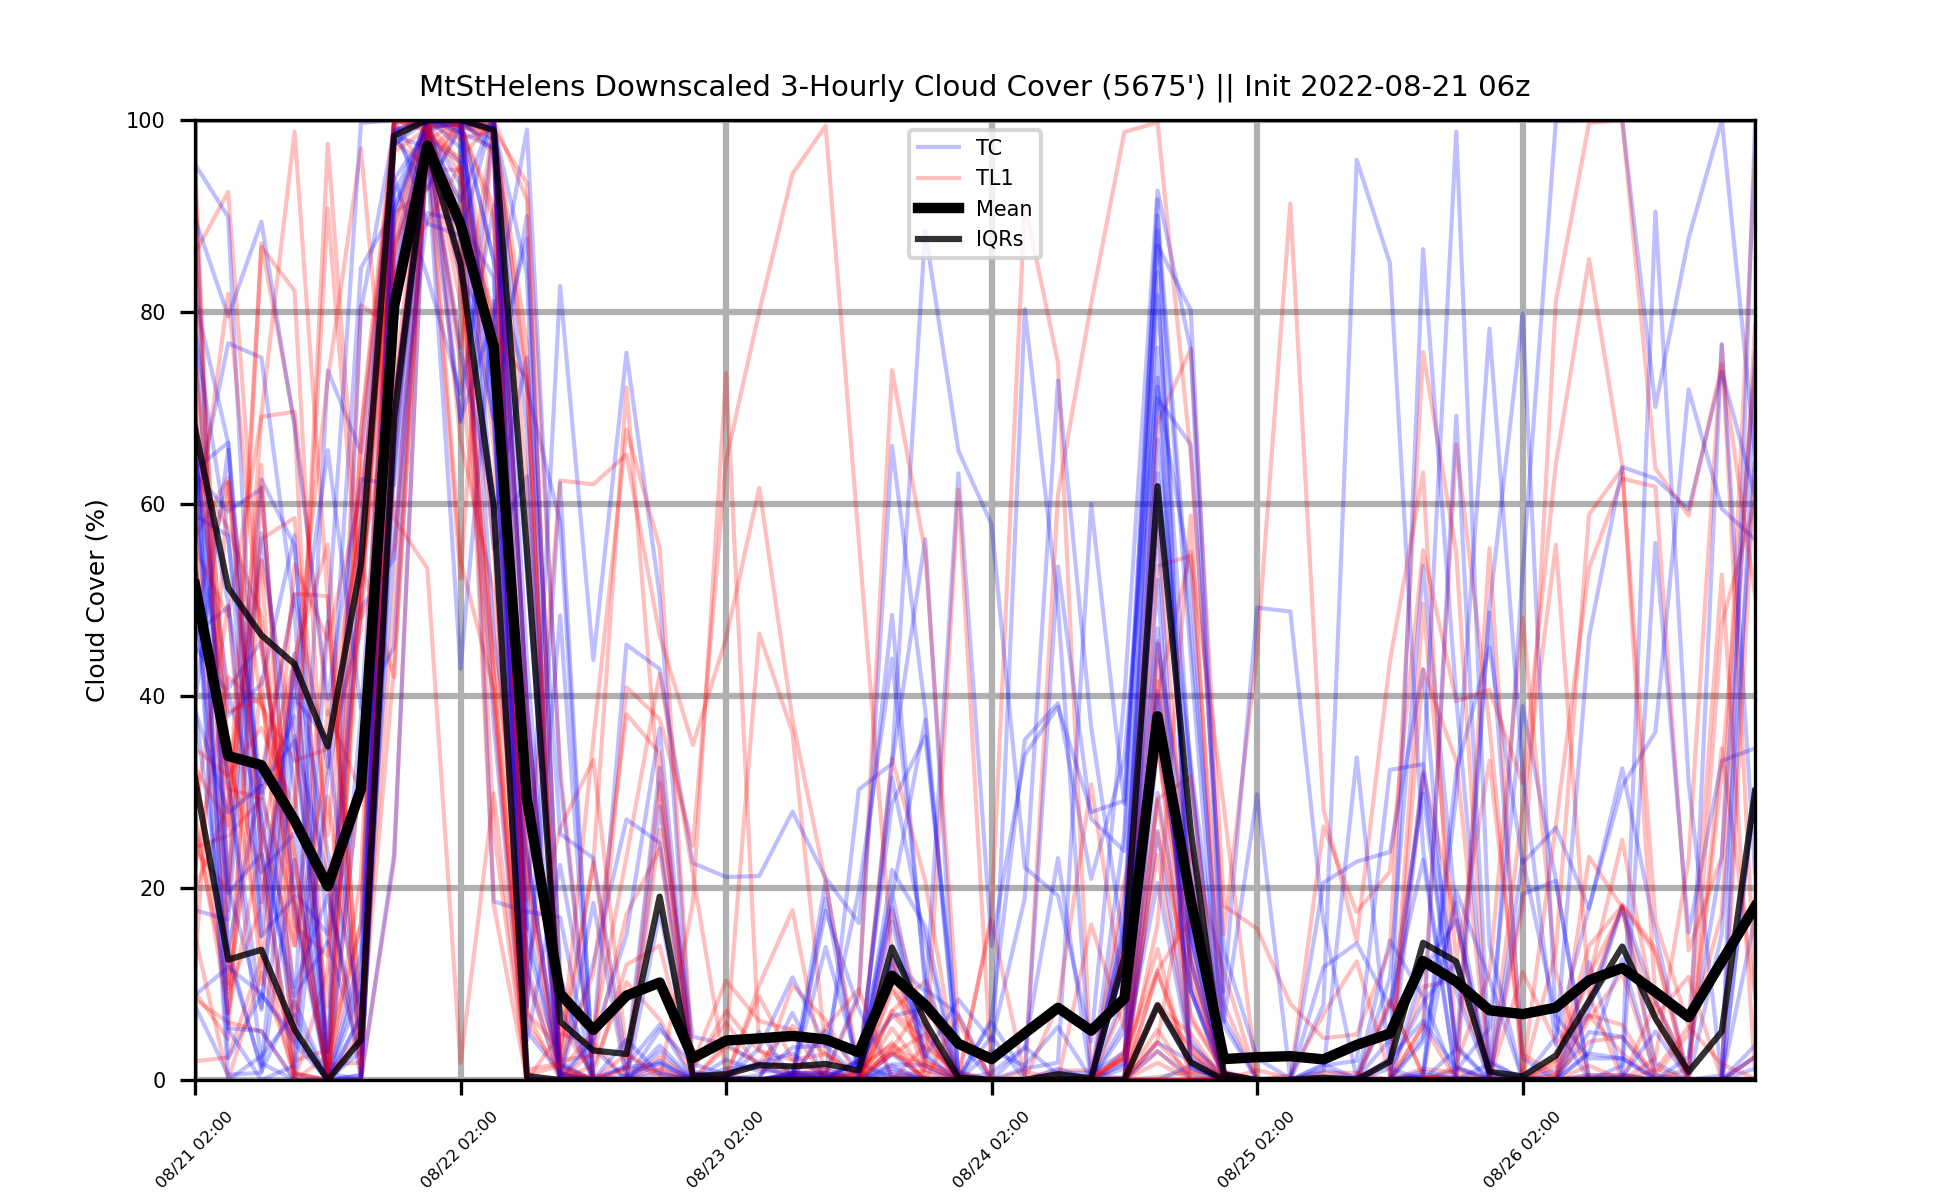 MtStHelens Downscaled 3-Hourly Cloud Cover (5675') || Init 2022-08-21 06z
TC
TL1
Mean
IQRs
Cloud Cover (%)
100
80
60
40
20
0
08/21 02:00
08/22 02:00
08/23 02:00
08/24 02:00
08/25 02:00
08/26 02:00